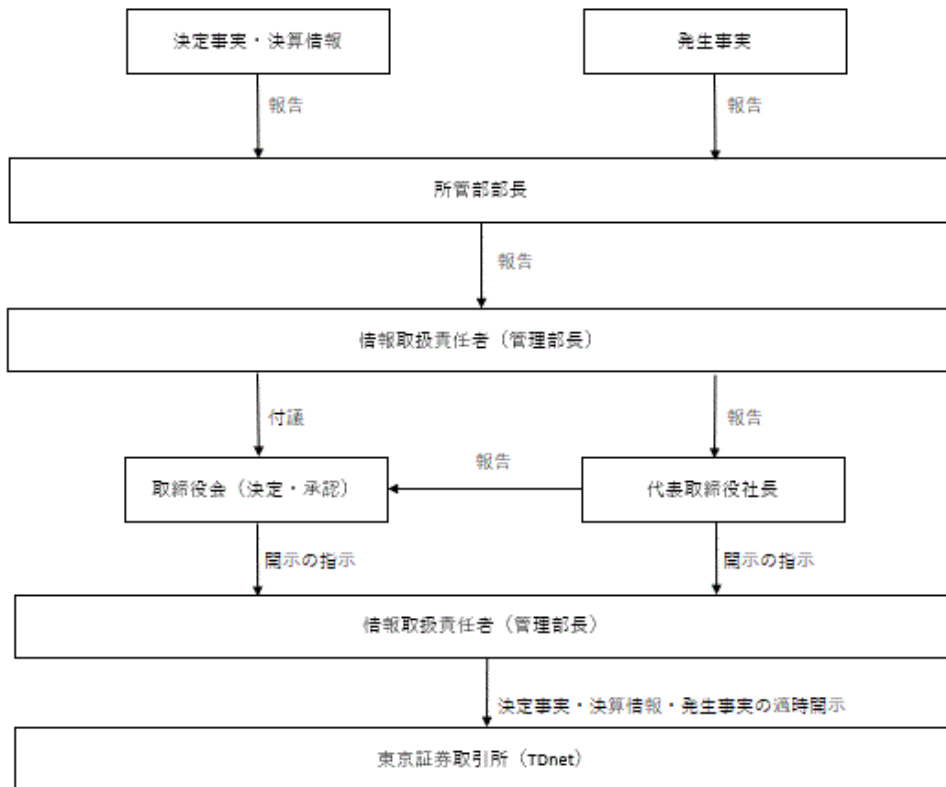 決定事実・決算情報
発生事実
報告
報告
所管部部長
報告
情報取扱責任者（管理部長）
付議
報告
報告
取締役会（決定・承認）
代表取締役社長
開示の指示
開示の指示
情報取扱責任者（管理部長）
決定事実・決算情報・発生事実の適時開示
東京証券取引所（TDnet）